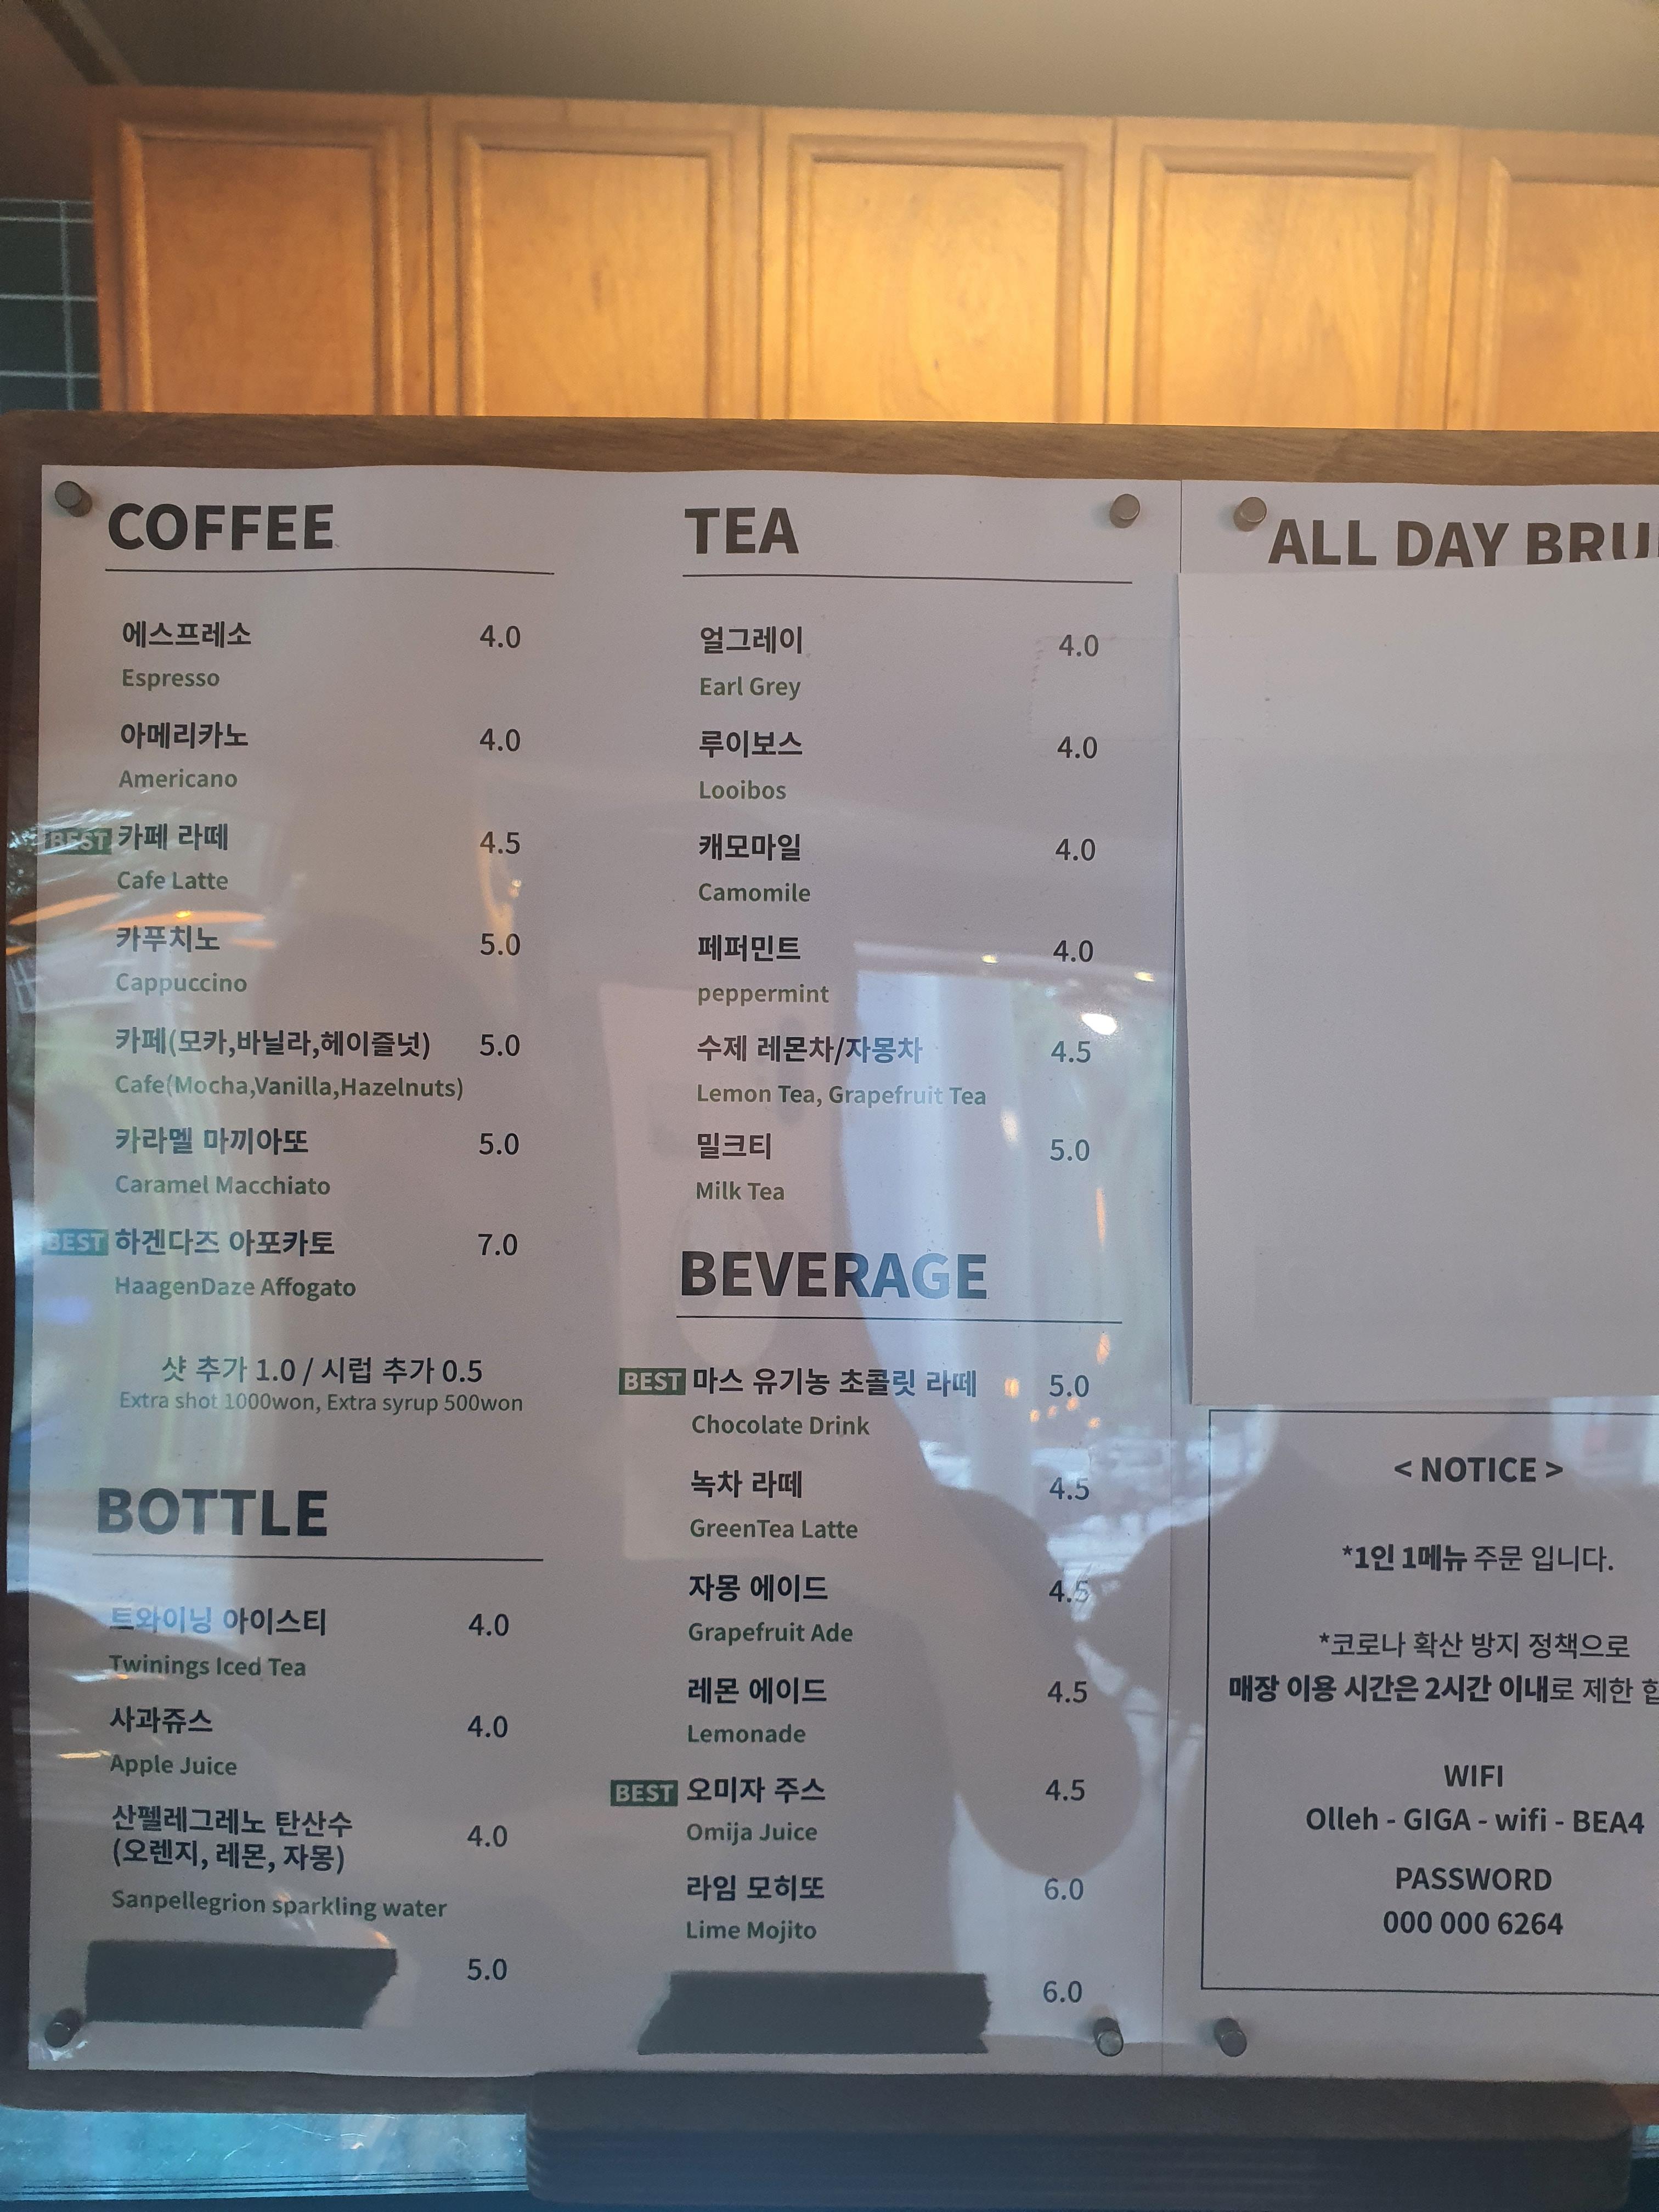 COFFEE
에스프레소 4.0
Espresso
아메리카노 4.0
Americano
BEST 카페 라떼 4.5
Cafe Latte
카푸치노 5.0
Cappuccino
카페(모카,바닐라,헤이즐넛) 5.0
Cafe(Mocha,Vanilla,Hazelnuts)
카라멜 마끼아또 5.0
Caramel Macchiato
BEST 하겐다즈 아포카토 7.0
HaagenDaze Affogato
샷 추가 1.0 / 시럽 추가 0.5
Extra shot 1000won, Extra syrup 500won
BOTTLE
트와이닝 아이스티 4.0
Twinings Iced Tea
사과쥬스 4.0
Apple Juice
산펠레그레노 탄산수
(오렌지, 레몬, 자몽) 4.0
Sanpellegrion sparkling water
5.0
TEA
얼그레이 4.0
Earl Grey
루이보스 4.0
Looibos
캐모마일 4.0
Camomile
페퍼민트 4.0
peppermint
수제 레몬차/자몽차 4.5
Lemon Tea, Grapefruit Tea
밀크티 5.0
Milk Tea
BEVERAGE
BEST 마스 유기농 초콜릿 라떼 5.0
Chocolate Drink
녹차 라떼 4.5
GreenTea Latte
자몽 에이드 4.5
Grapefruit Ade
레몬 에이드 4.5
Lemonade
BEST 오미자 주스 4.5
Omija Juice
라임 모히또 6.0
Lime Mojito
6.0
ALL DAY
< NOTICE >
*1인 1메뉴 주문 입니다.
*코로나 확산 방지 정책으로
매장 이용 시간은 2시간 이내로 제한
WIFI
Olleh - GIGA - wifi - BEA4
PASSWORD
000 000 6264